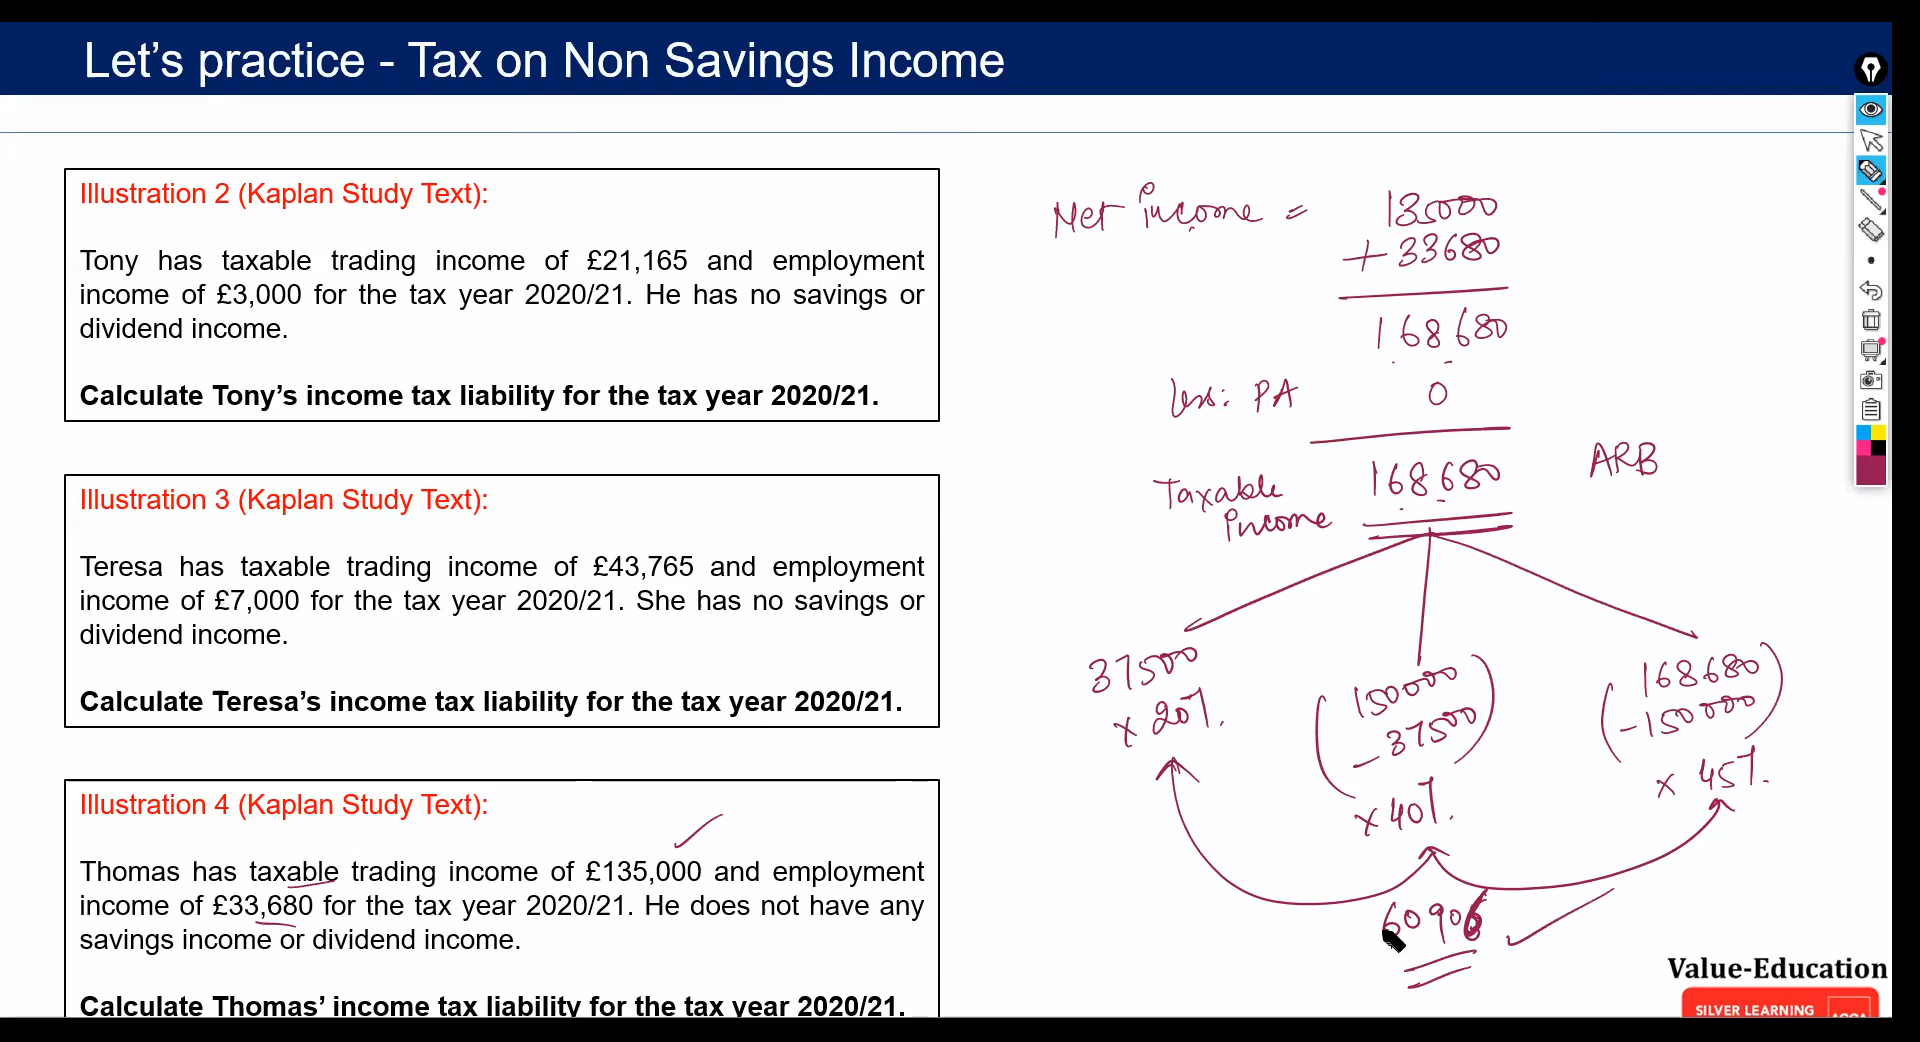 Let's practice - Tax on Non Savings Income
Illustration 2 (Kaplan Study Text):
Tony has taxable trading income of £21,165 and employment
income of £3,000 for the tax year 2020/21. He has no savings or
dividend income.
Calculate Tony's income tax liability for the tax year 2020/21.
Illustration 3 (Kaplan Study Text):
Teresa has taxable trading income of £43,765 and employment
income of £7,000 for the tax year 2020/21. She has no savings or
dividend income.
Calculate Teresa's income tax liability for the tax year 2020/21.
Illustration 4 (Kaplan Study Text):
Thomas has taxable trading income of £135,000 and employment
income of £33,680 for the tax year 2020/21. He does not have any
savings income or dividend income.
Calculate Thomas' income tax liability for the tax year 2020/21.
Net income = 135000
+ 33680
168680
Less: PA 0
Taxable Income 168680
ARB
37500
x 20%.
(150000
- 37500)
x 40%.
(168680
- 150000)
x 45%.
60906
Value-Education
SILVER LEARNING
ACCA